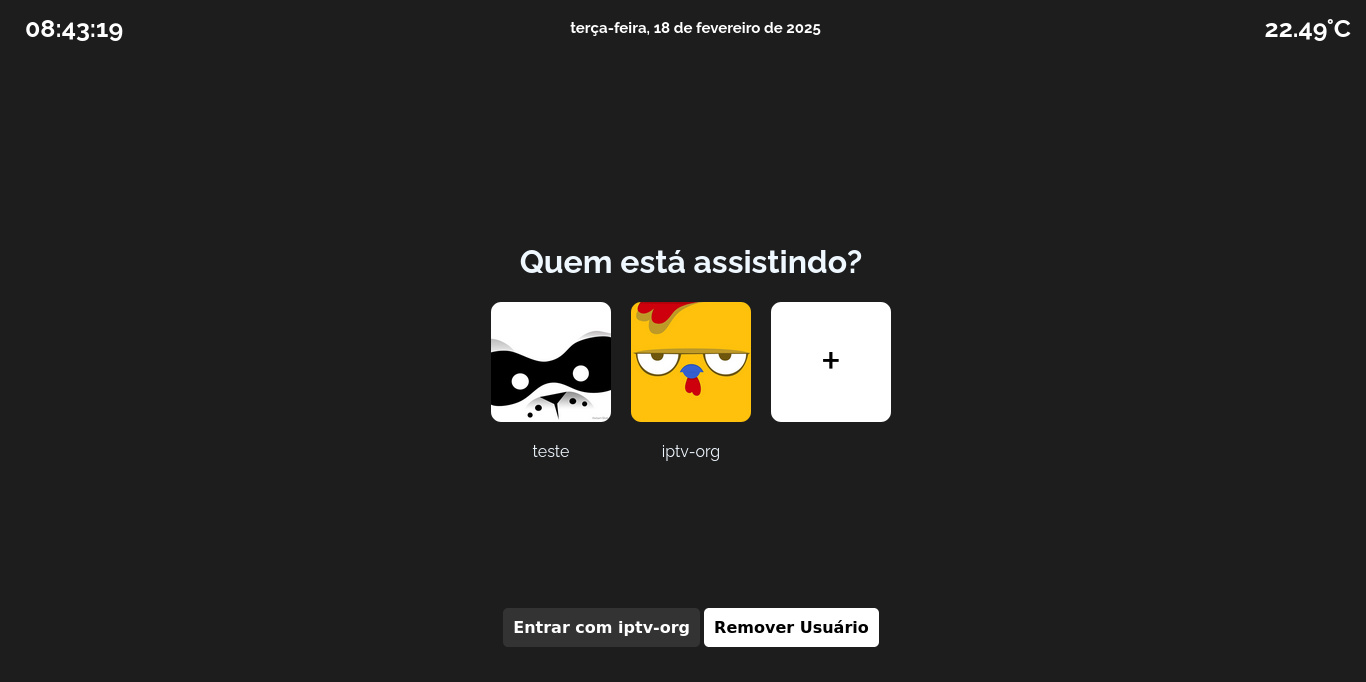 08:43:19
terça-feira, 18 de fevereiro de 2025
22.49°C
Quem está assistindo?
+
teste
iptv-org
Entrar com iptv-org
Remover Usuário